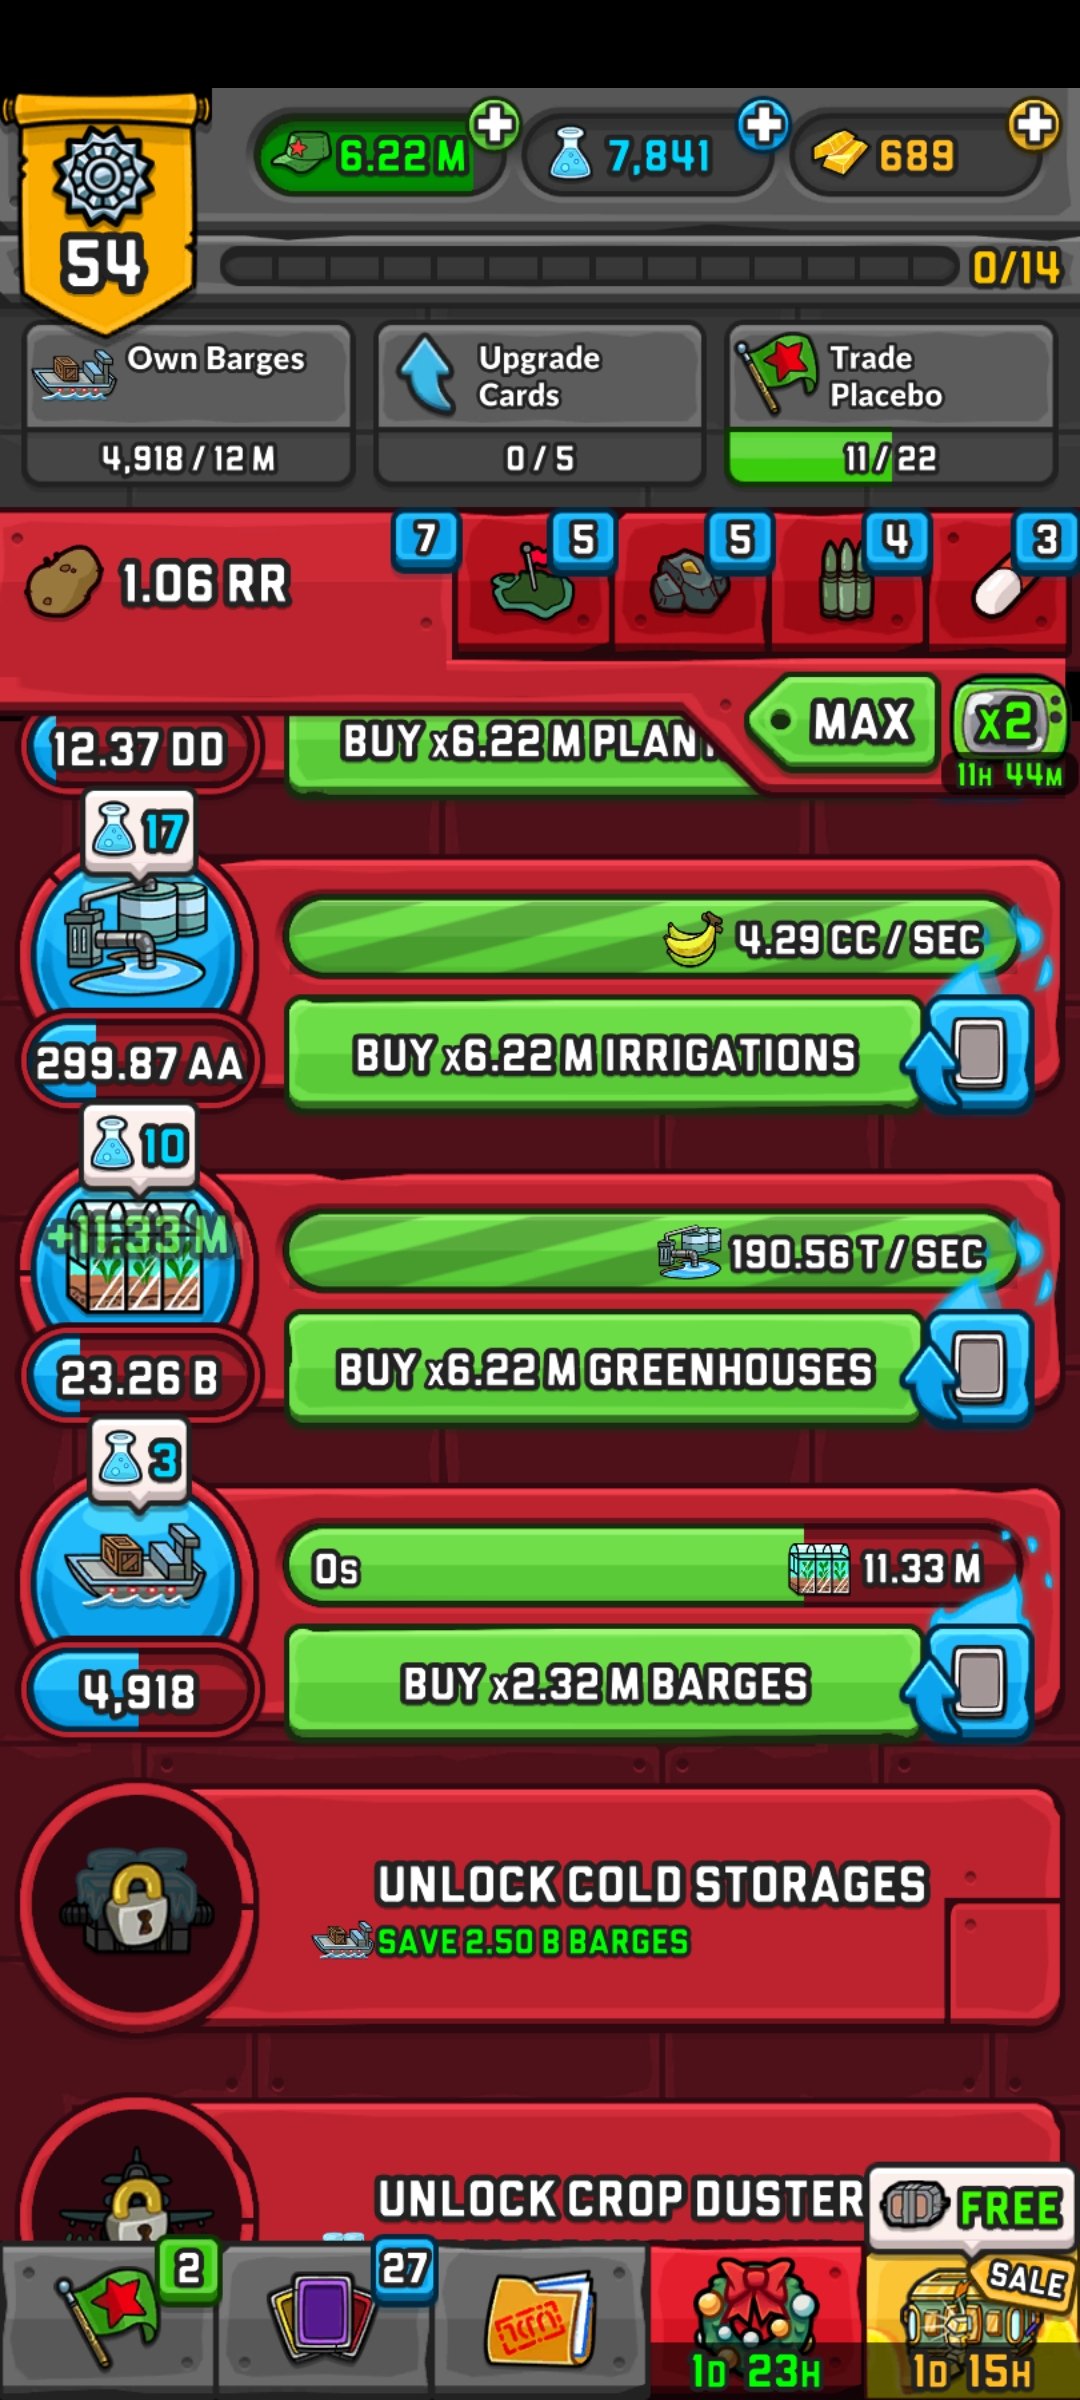 54
6.22 M
7,841
689
0/14
Own Barges
4,918 / 12 M
Upgrade
Cards
0 / 5
Trade
Placebo
11 / 22
1.06 RR
7
5
5
4
3
MAX
x2
11H 44M
12.37 DD
BUY x6.22 M PLANT
17
4.29 CC / SEC
299.87 AA
BUY x6.22 M IRRIGATIONS
10
+11.33 M
190.56 T / SEC
23.26 B
BUY x6.22 M GREENHOUSES
3
0s
11.33 M
4,918
BUY x2.32 M BARGES
UNLOCK COLD STORAGES
SAVE 2.50 B BARGES
UNLOCK CROP DUSTER
FREE
2
27
SALE
1D 23H
1D 15H